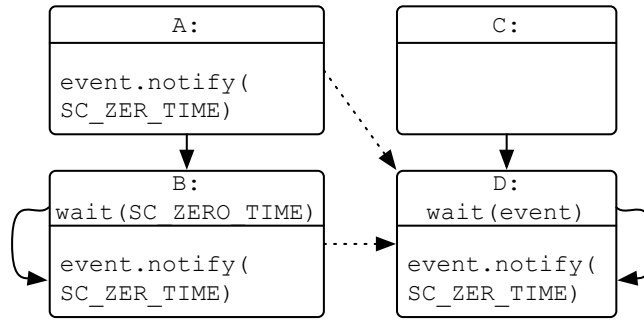 A:
event.notify(
SC_ZER_TIME)
C:
B:
wait(SC_ZERO_TIME)
event.notify(
SC_ZER_TIME)
D:
wait(event)
event.notify(
SC_ZER_TIME)